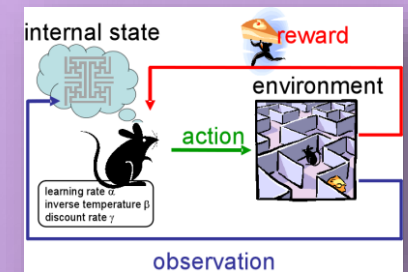 internal state
reward
environment
action
learning rate α
inverse temperature β
discount rate γ
observation